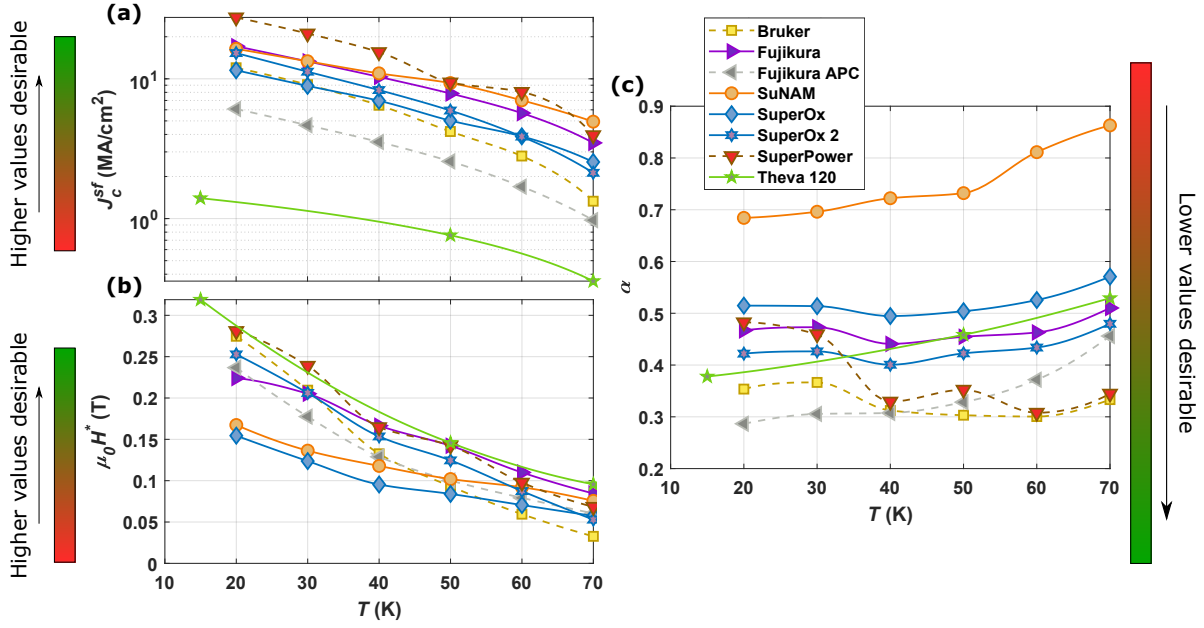 (a)
Higher values desirable
J_c^sf (MA/cm²)
10¹
10⁰
(b)
Higher values desirable
μ₀H* (T)
0.3
0.25
0.2
0.15
0.1
0.05
0
10 20 30 40 50 60 70
T (K)
Bruker
Fujikura
Fujikura APC
SuNAM
SuperOx
SuperOx 2
SuperPower
Theva 120
(c)
α
0.9
0.8
0.7
0.6
0.5
0.4
0.3
0.2
20 30 40 50 60 70
T (K)
Lower values desirable